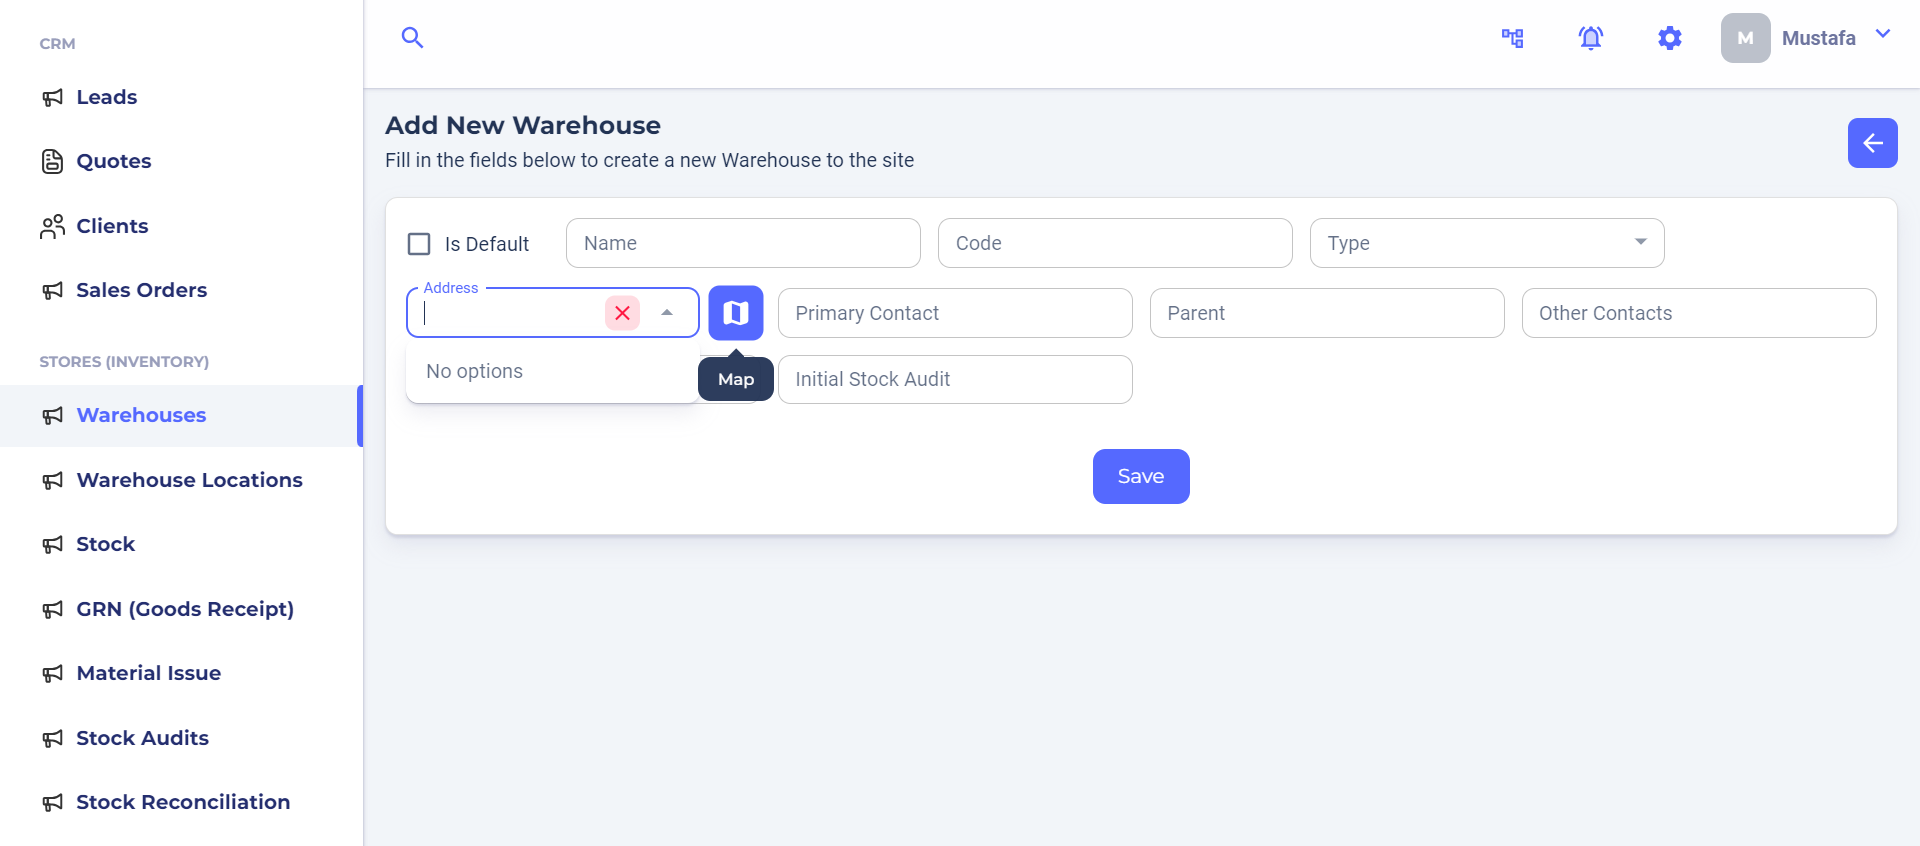 CRM
Leads
Quotes
Clients
Sales Orders
STORES (INVENTORY)
Warehouses
Warehouse Locations
Stock
GRN (Goods Receipt)
Material Issue
Stock Audits
Stock Reconciliation
M
Mustafa
Add New Warehouse
Fill in the fields below to create a new Warehouse to the site
Is Default
Name
Code
Type
Address
Primary Contact
Parent
Other Contacts
No options
Map
Initial Stock Audit
Save